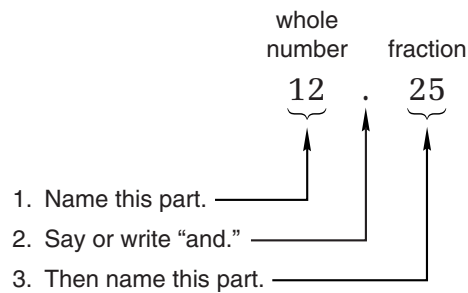 whole
number fraction
12 . 25
1. Name this part.
2. Say or write “and.”
3. Then name this part.